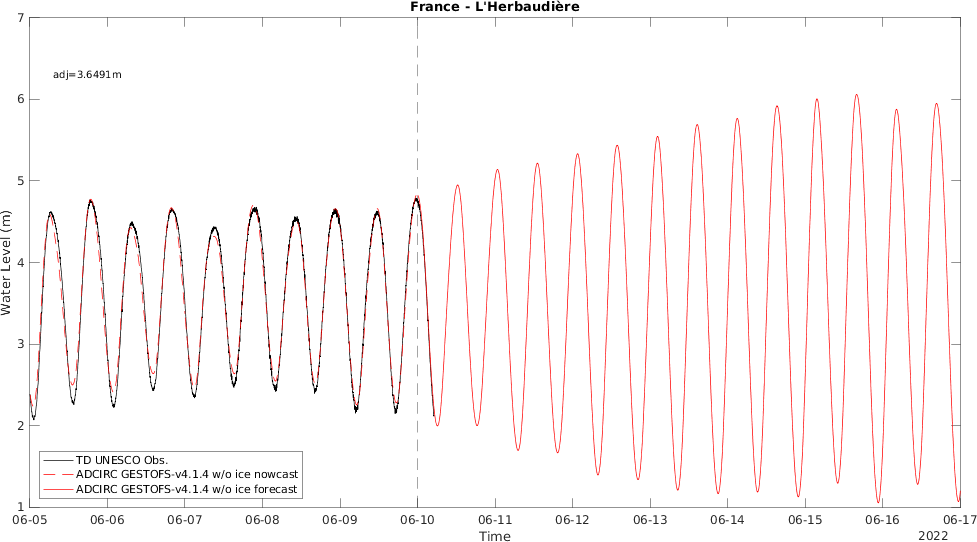 France - L'Herbaudière
7
adj=3.6491m
6
5
4
3
2
1
Water Level (m)
TD UNESCO Obs.
ADCIRC GESTOFS-v4.1.4 w/o ice nowcast
ADCIRC GESTOFS-v4.1.4 w/o ice forecast
06-05 06-06 06-07 06-08 06-09 06-10 06-11 06-12 06-13 06-14 06-15 06-16 06-17
Time
2022